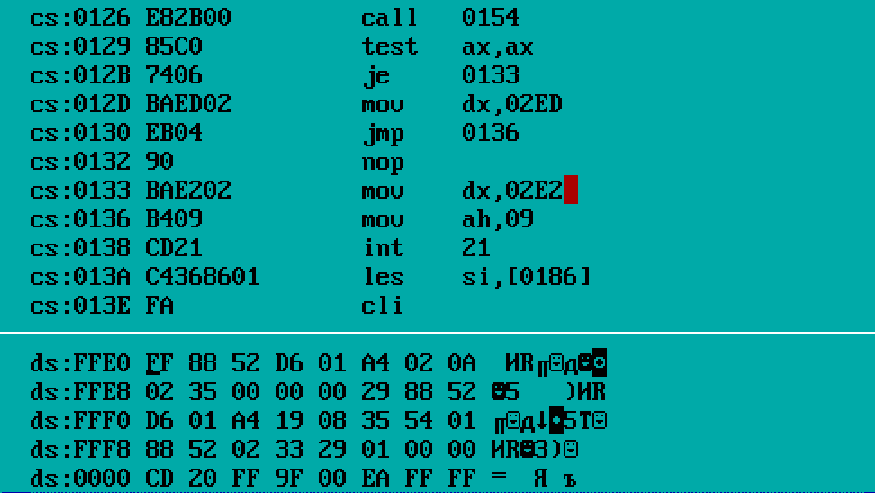 cs:0126 E82B00 call 0154
cs:0129 85C0 test ax,ax
cs:012B 7406 je 0133
cs:012D BAED02 mov dx,02ED
cs:0130 EB04 jmp 0136
cs:0132 90 nop
cs:0133 BAE202 mov dx,02E2
cs:0136 B409 mov ah,09
cs:0138 CD21 int 21
cs:013A C4368601 les si,[0186]
cs:013E FA cli
ds:FFE0 FF 88 52 D6 01 A4 02 0A ИR╓☺д☻◙
ds:FFE8 02 35 00 00 00 29 88 52 ☻5 )ИR
ds:FFF0 D6 01 A4 19 08 35 54 01 ╓☺д↓◘5T☺
ds:FFF8 88 52 02 33 29 01 00 00 ИR☻3)☺
ds:0000 CD 20 FF 9F 00 EA FF FF = Я ъ